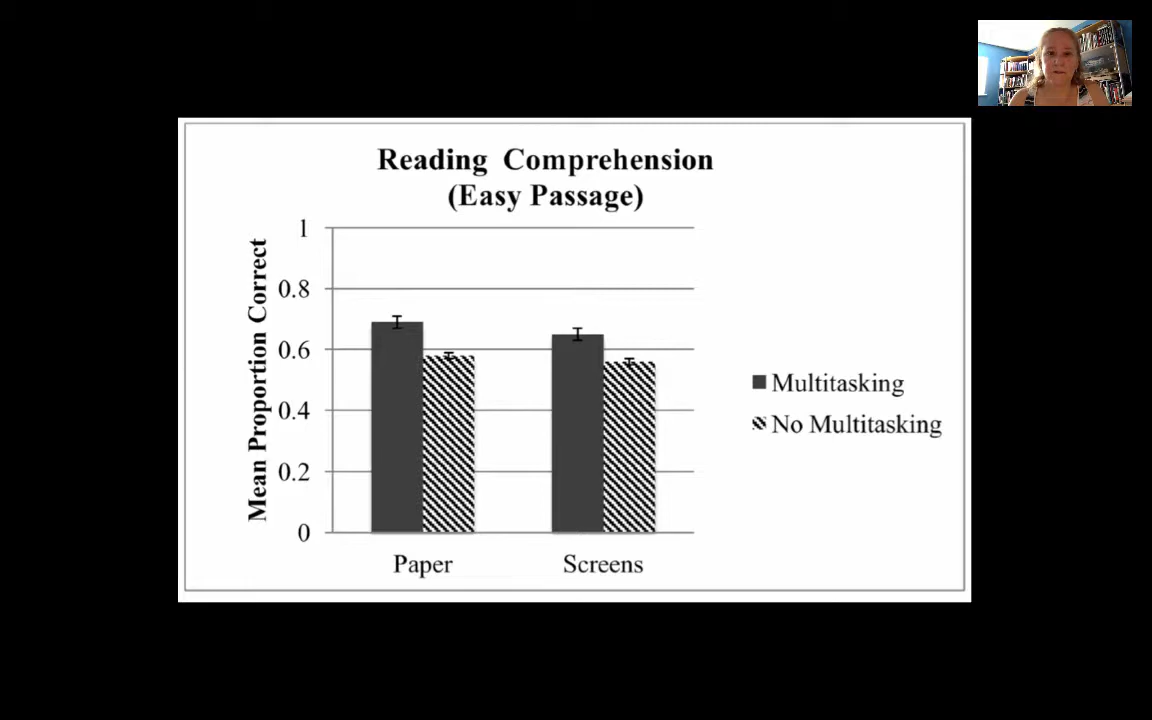 Reading Comprehension
(Easy Passage)
Mean Proportion Correct
1
0.8
0.6
0.4
0.2
0
Paper
Screens
Multitasking
No Multitasking